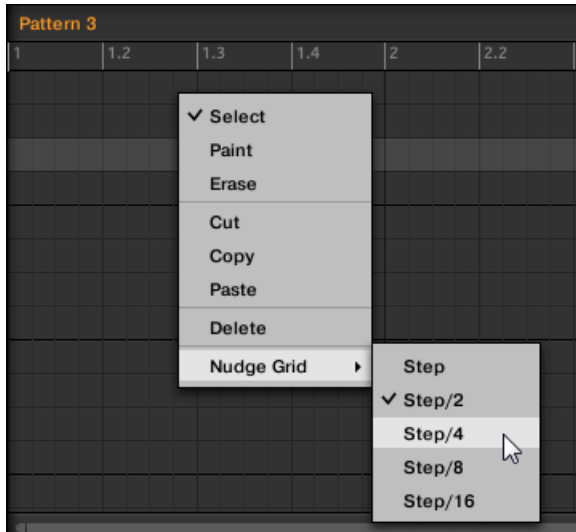 Pattern 3
1 1.2 1.3 1.4 2 2.2
Select
Paint
Erase
Cut
Copy
Paste
Delete
Nudge Grid
Step
Step/2
Step/4
Step/8
Step/16